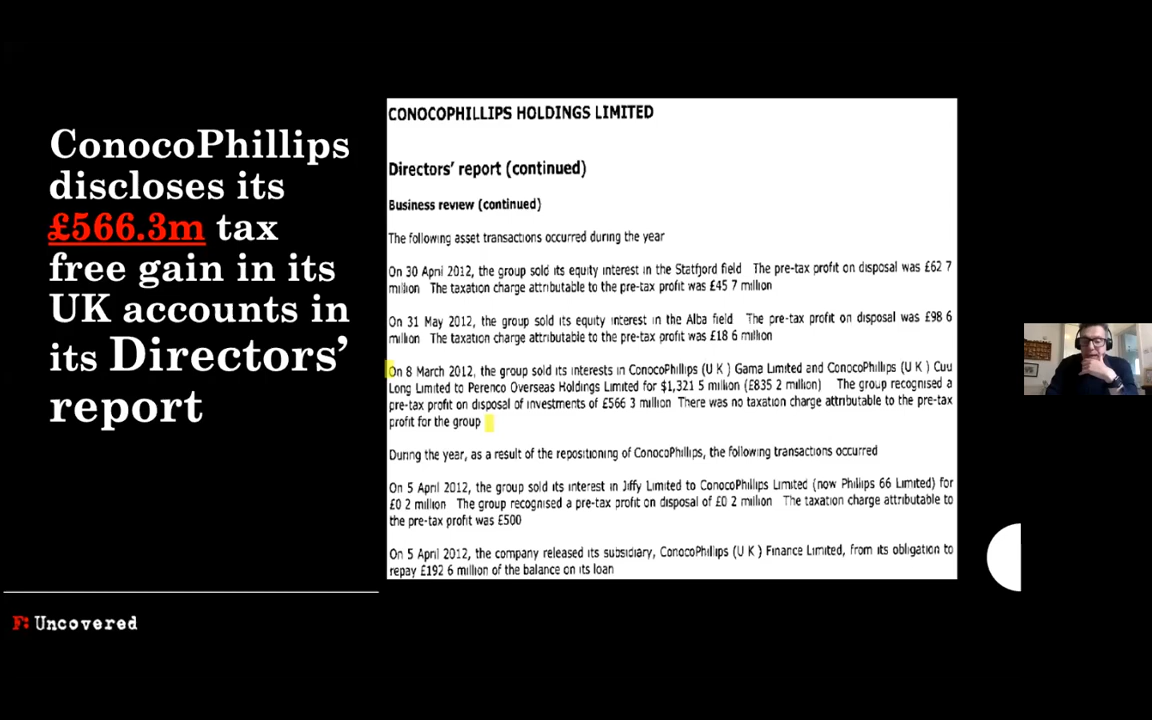 ConocoPhillips
discloses its
£566.3m tax
free gain in its
UK accounts in
its Directors’
report
CONOCOPHILLIPS HOLDINGS LIMITED
Directors' report (continued)
Business review (continued)
The following asset transactions occurred during the year
On 30 April 2012, the group sold its equity interest in the Statfjord field The pre-tax profit on disposal was £62 7
million The taxation charge attributable to the pre-tax profit was £45 7 million
On 31 May 2012, the group sold its equity interest in the Alba field The pre-tax profit on disposal was £98 6
million The taxation charge attributable to the pre-tax profit was £18 6 million
On 8 March 2012, the group sold its interests in ConocoPhillips (U K ) Gama Limited and ConocoPhillips (U K ) Cuu
Long Limited to Perenco Overseas Holdings Limited for $1,321 5 million (£835 2 million) The group recognised a
pre-tax profit on disposal of investments of £566 3 million There was no taxation charge attributable to the pre-tax
profit for the group
During the year, as a result of the repositioning of ConocoPhillips, the following transactions occurred
On 5 April 2012, the group sold its interest in Jiffy Limited to ConocoPhillips Limited (now Phillips 66 Limited) for
£0 2 million The group recognised a pre-tax profit on disposal of £0 2 million The taxation charge attributable to
the pre-tax profit was £500
On 5 April 2012, the company released its subsidiary, ConocoPhillips (U K ) Finance Limited, from its obligation to
repay £192 6 million of the balance on its loan
F: Uncovered